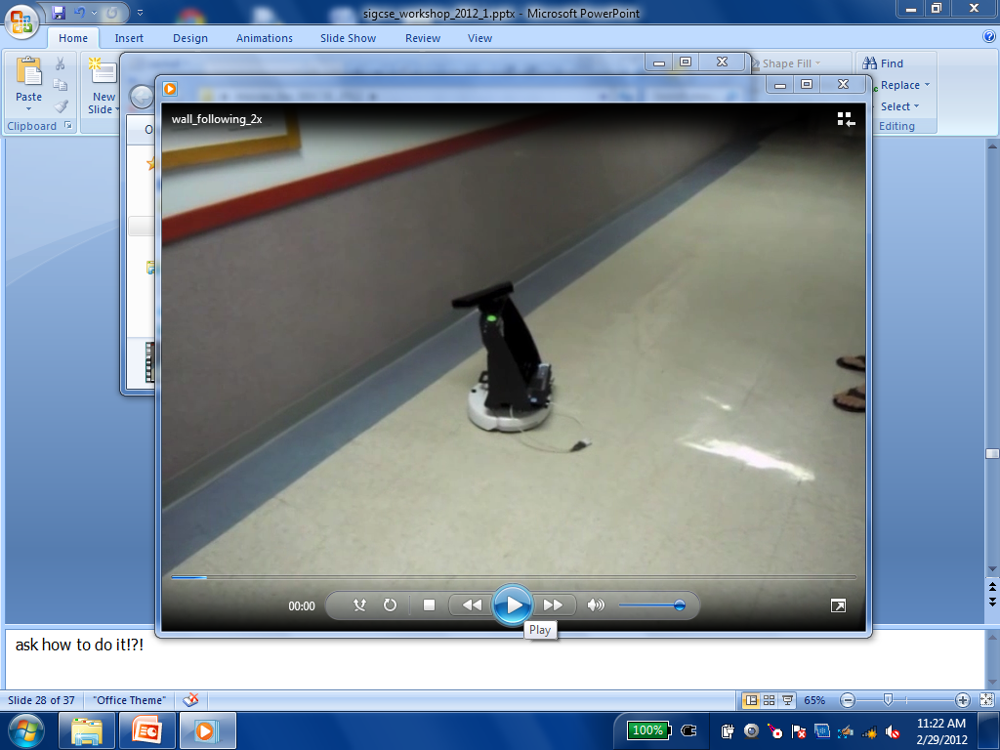 sigcse_workshop_2012_1.pptx - Microsoft PowerPoint
Home Insert Design Animations Slide Show Review View
Paste
New
Slide
Clipboard
Shape Fill
Find
Replace
Select
Editing
wall_following_2x
00:00
Play
ask how to do it!?!
Slide 28 of 37 "Office Theme" 65%
100%
11:22 AM
2/29/2012